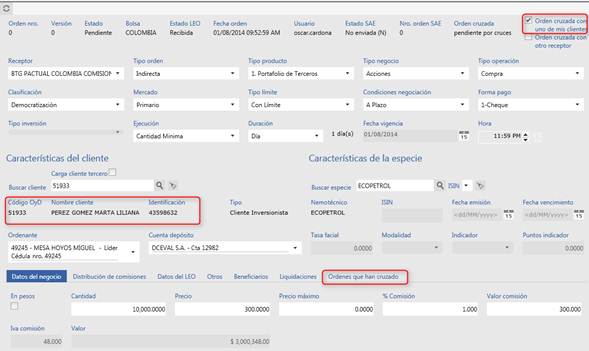 Orden nro. Versión Estado Bolsa Estado LEO Fecha orden Usuario Estado SAE Nro. orden SAE Orden cruzada Orden cruzada con uno de mis clientes
0 0 Pendiente COLOMBIA Recibida 01/08/2014 09:52:59 AM oscar.cardona No enviada (N) 0 pendiente por cruces Orden cruzada con otro receptor
Receptor Tipo orden Tipo producto Tipo negocio Tipo operación
BTG PACTUAL COLOMBIA COMISION Indirecta 1. Portafolio de Terceros Acciones Compra
Clasificación Mercado Tipo límite Condiciones negociación Forma pago
Democratización Primario Con Límite A Plazo 1-Cheque
Tipo inversión Ejecución Duración Fecha vigencia Hora
Cantidad Minima Día 1 día(s) 01/08/2014 15 11:59 PM
Características del cliente Características de la especie
Carga cliente tercero
Buscar cliente 51933 Buscar especie ECOPETROL ISIN
Código OyD Nombre cliente Identificación Tipo Nemotécnico ISIN Fecha emisión Fecha vencimiento
51933 PEREZ GOMEZ MARTA LILIANA 43598632 Cliente Inversionista ECOPETROL <dd/MM/yyyy> 15 <dd/MM/yyyy> 15
Ordenante Cuenta depósito Tasa facial Modalidad Indicador Puntos indicador
49245 - MESA HOYOS MIGUEL - Lider DCEVAL S.A. - Cta 12982 0.0000 0.0000
Cédula nro. 49245
Datos del negocio Distribución de comisiones Datos del LEO Otros Beneficiarios Liquidaciones Ordenes que han cruzado
En pesos Cantidad Precio Precio máximo % Comisión Valor comisión
10,000.0000 300.0000 0.0000 1.000 300.000
Iva comisión Valor
48.000 $ 3,000,348.00